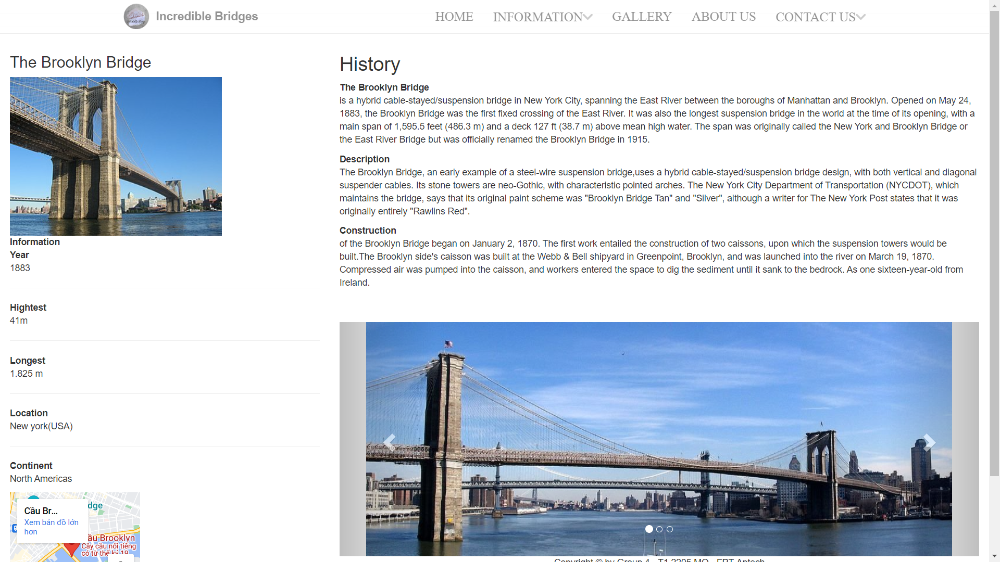 Incredible Bridges
HOME
INFORMATION
GALLERY
ABOUT US
CONTACT US
The Brooklyn Bridge
Information
Year
1883
Hightest
41m
Longest
1.825 m
Location
New york(USA)
Continent
North Americas
dge
Cầu Br...
Xem bản đồ lớn
hơn
ầu Brooklyn
Cây cầu nổi tiếng
có từ thế kỷ 19
History
The Brooklyn Bridge
is a hybrid cable-stayed/suspension bridge in New York City, spanning the East River between the boroughs of Manhattan and Brooklyn. Opened on May 24,
1883, the Brooklyn Bridge was the first fixed crossing of the East River. It was also the longest suspension bridge in the world at the time of its opening, with a
main span of 1,595.5 feet (486.3 m) and a deck 127 ft (38.7 m) above mean high water. The span was originally called the New York and Brooklyn Bridge or
the East River Bridge but was officially renamed the Brooklyn Bridge in 1915.
Description
The Brooklyn Bridge, an early example of a steel-wire suspension bridge,uses a hybrid cable-stayed/suspension bridge design, with both vertical and diagonal
suspender cables. Its stone towers are neo-Gothic, with characteristic pointed arches. The New York City Department of Transportation (NYCDOT), which
maintains the bridge, says that its original paint scheme was "Brooklyn Bridge Tan" and "Silver", although a writer for The New York Post states that it was
originally entirely "Rawlins Red".
Construction
of the Brooklyn Bridge began on January 2, 1870. The first work entailed the construction of two caissons, upon which the suspension towers would be
built.The Brooklyn side's caisson was built at the Webb & Bell shipyard in Greenpoint, Brooklyn, and was launched into the river on March 19, 1870.
Compressed air was pumped into the caisson, and workers entered the space to dig the sediment until it sank to the bedrock. As one sixteen-year-old from
Ireland.
Copyright © by Group 4 - T1.2205.MO - FPT Aptech